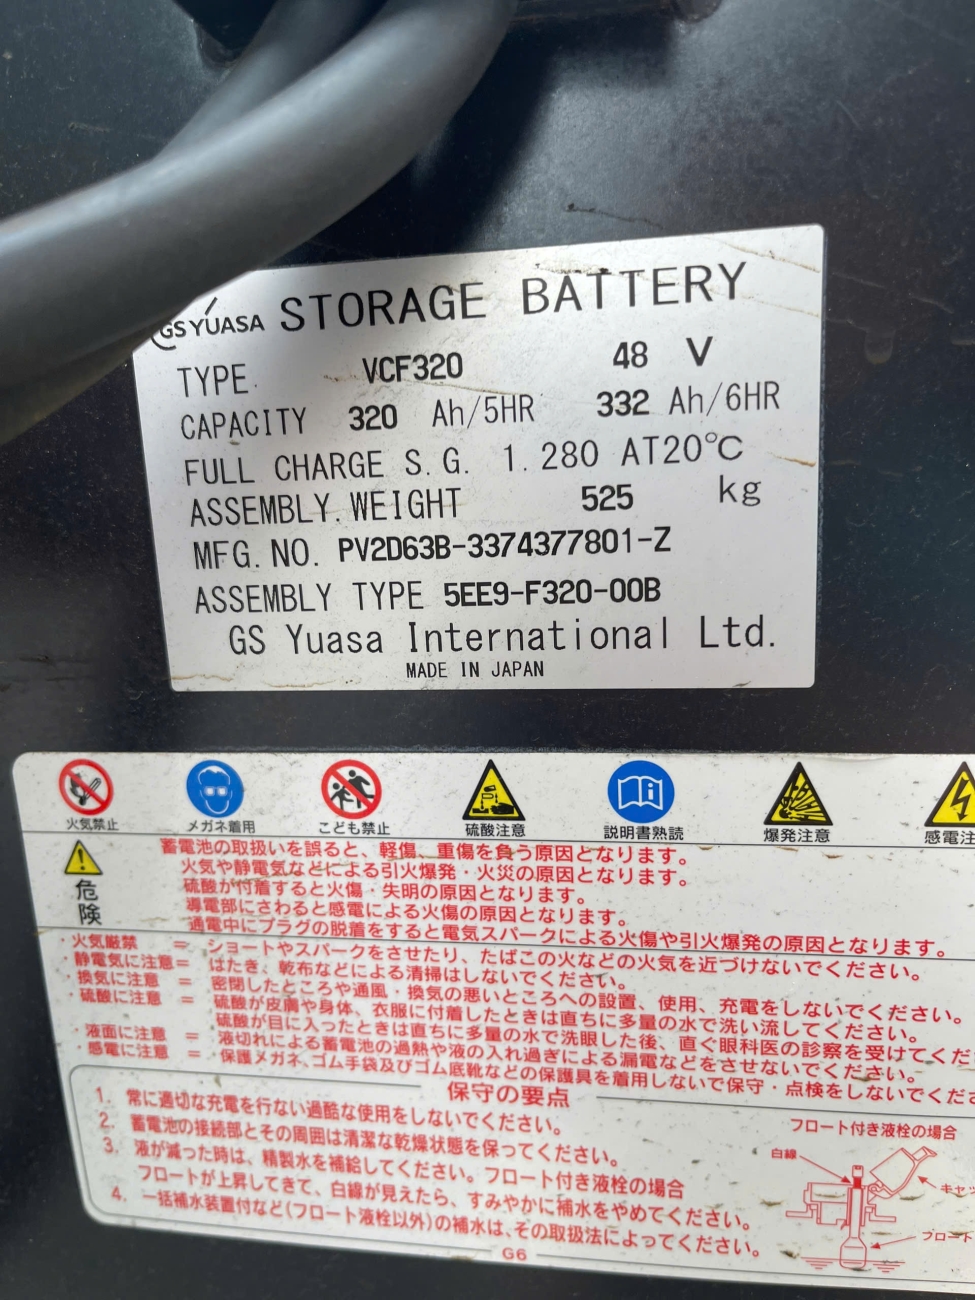 GS YUASA STORAGE BATTERY
TYPE VCF320 48 V
CAPACITY 320 Ah/5HR 332 Ah/6HR
FULL CHARGE S.G. 1.280 AT20℃
ASSEMBLY.WEIGHT 525 kg
MFG.NO. PV2D63B-3374377801-Z
ASSEMBLY TYPE 5EE9-F320-00B
GS Yuasa International Ltd.
MADE IN JAPAN
火気禁止 メガネ着用 こども禁止 硫酸注意 説明書熟読 爆発注意 感電注
危険
蓄電池の取扱いを誤ると、軽傷、重傷を負う原因となります。
火気や静電気などによる引火爆発・火災の原因となります。
硫酸が付着すると火傷・失明の原因となります。
導電部にさわると感電による火傷の原因となります。
通電中にプラグの脱着をすると電気スパークによる火傷や引火爆発の原因となります。
・火気厳禁 = ショートやスパークをさせたり、たばこの火などの火気を近づけないでください。
・静電気に注意= はたき、乾布などによる清掃はしないでください。
・換気に注意 = 密閉したところや通風・換気の悪いところへの設置、使用、充電をしないでください。
・硫酸に注意 = 硫酸が皮膚や身体、衣服に付着したときは直ちに多量の水で洗い流してください。
硫酸が目に入ったときは直ちに多量の水で洗眼した後、直ぐ眼科医の診察を受けてくだ
・液面に注意 = 液切れによる蓄電池の過熱や液の入れ過ぎによる漏電などをさせないでください。
・感電に注意 = 保護メガネ、ゴム手袋及びゴム底靴などの保護具を着用しないで保守・点検をしないでくださ
保守の要点
1. 常に適切な充電を行ない過酷な使用をしないでください。
2. 蓄電池の接続部とその周囲は清潔な乾燥状態を保ってください。
3. 液が減った時は、精製水を補給してください。フロート付き液栓の場合
フロートが上昇してきて、白線が見えたら、すみやかに補水をやめてください。
4. 一括補水装置付など(フロート液栓以外)の補水は、その取扱法によってください。
フロート付き液栓の場合
白線
キャッ
フロート
G6